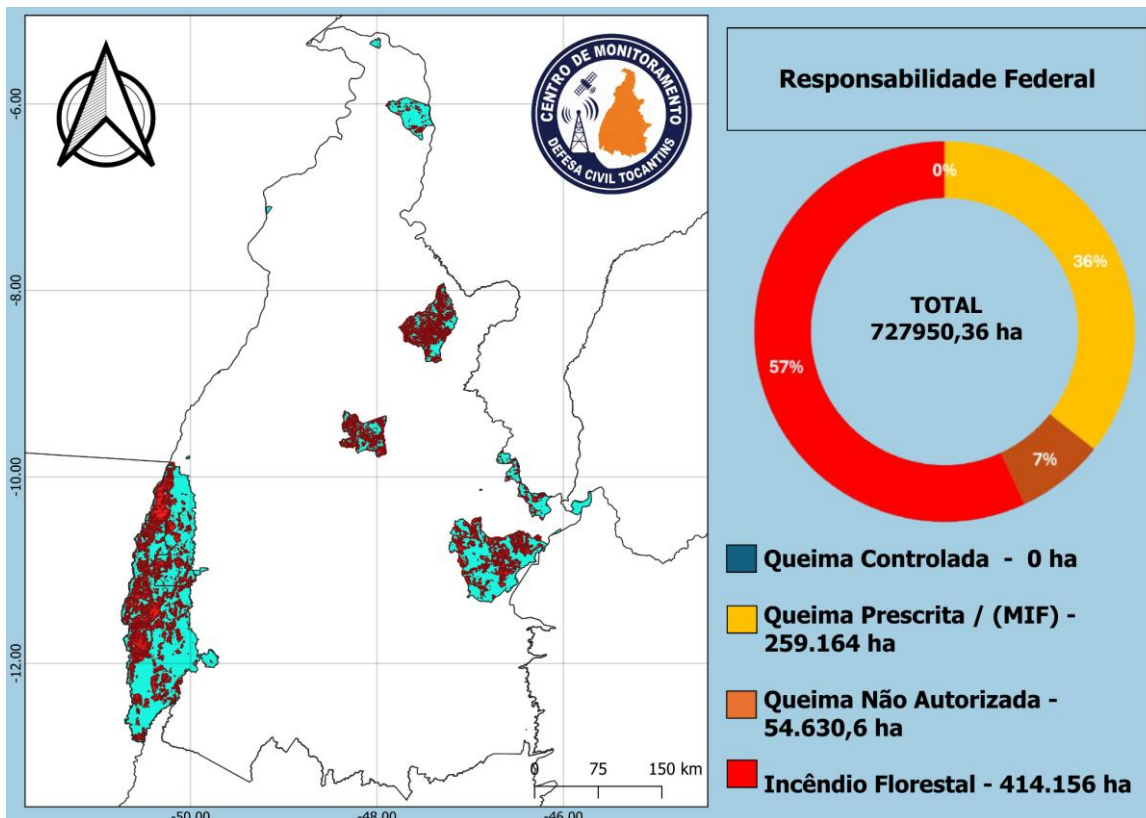 CENTRO DE MONITORAMENTO
DEFESA CIVIL TOCANTINS
-6.00
-8.00
-10.00
-12.00
0 75 150 km
-50.00 -48.00 -46.00
Responsabilidade Federal
0%
36%
57%
7%
TOTAL
727950,36 ha
Queima Controlada - 0 ha
Queima Prescrita / (MIF) -
259.164 ha
Queima Não Autorizada -
54.630,6 ha
Incêndio Florestal - 414.156 ha